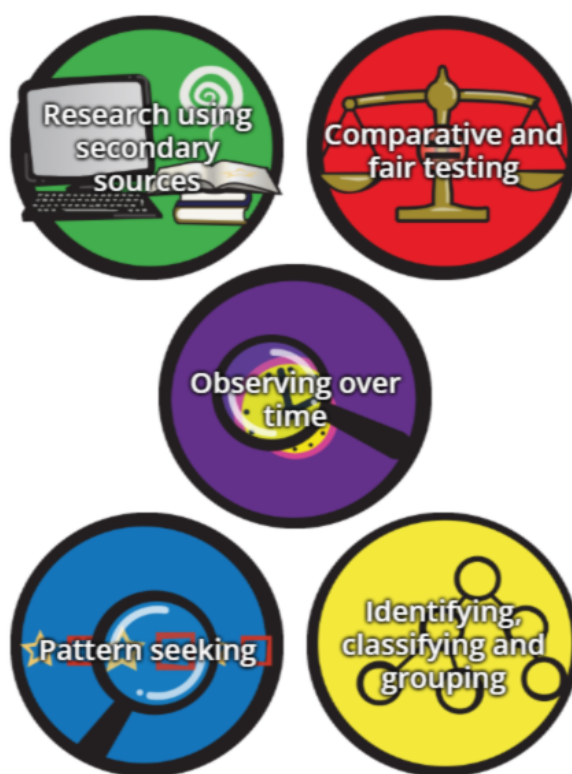 Research using
secondary
sources
Comparative and
fair testing
Observing over
time
Pattern seeking
Identifying,
classifying and
grouping